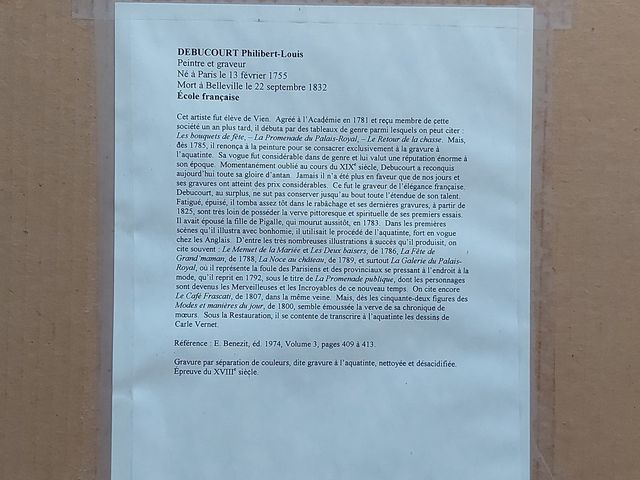 DEBUCOURT Philibert-Louis
Peintre et graveur
Né à Paris le 13 février 1755
Mort à Belleville le 22 septembre 1832
École française
Cet artiste fut élève de Vien. Agréé à l'Académie en 1781 et reçu membre de cette
société un an plus tard, il débuta par des tableaux de genre parmi lesquels on peut citer :
Les bouquets de fête, – La Promenade du Palais-Royal, – Le Retour de la chasse. Mais,
dès 1785, il renonça à la peinture pour se consacrer exclusivement à la gravure à
l'aquatinte. Sa vogue fut considérable dans de genre et lui valut une réputation énorme à
son époque. Momentanément oublié au cours du XIXe siècle, Debucourt a reconquis
aujourd'hui toute sa gloire d'antan. Jamais il n'a été plus en faveur que de nos jours et
ses gravures ont atteint des prix considérables. Ce fut le graveur de l'élégance française.
Debucourt, au surplus, ne sut pas conserver jusqu'au bout toute l'étendue de son talent.
Fatigué, épuisé, il tomba assez tôt dans le rabâchage et ses dernières gravures, à partir de
1825, sont très loin de posséder la verve pittoresque et spirituelle de ses premiers essais.
Il avait épousé la fille de Pigalle, qui mourut aussitôt, en 1783. Dans les premières
scènes qu'il illustra avec bonhomie, il utilisait le procédé de l'aquatinte, fort en vogue
chez les Anglais. D'entre les très nombreuses illustrations à succès qu'il produisit, on
cite souvent : Le Menuet de la Mariée et Les Deux baisers, de 1786, La Fête de
Grand'maman, de 1788, La Noce au château, de 1789, et surtout La Galerie du Palais-
Royal, où il représente la foule des Parisiens et des provinciaux se pressant à l'endroit à la
mode, qu'il reprit en 1792, sous le titre de La Promenade publique, dont les personnages
sont devenus les Merveilleuses et les Incroyables de ce nouveau temps. On cite encore
Le Café Frascati, de 1807, dans la même veine. Mais, dès les cinquante-deux figures des
Modes et manières du jour, de 1800, semble émoussée la verve de sa chronique de
mœurs. Sous la Restauration, il se contente de transcrire à l'aquatinte les dessins de
Carle Vernet.
Référence : E. Benezit, éd. 1974, Volume 3, pages 409 à 413.
Gravure par séparation de couleurs, dite gravure à l'aquatinte, nettoyée et désacidifiée.
Épreuve du XVIIIe siècle.